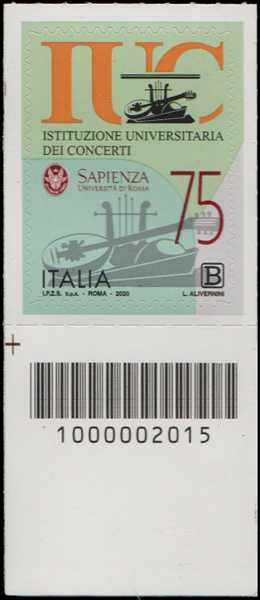 IUC
ISTITUZIONE UNIVERSITARIA
DEI CONCERTI
SAPIENZA
UNIVERSITÀ DI ROMA
75
ITALIA B
I.P.Z.S. S.p.A. - ROMA - 2020 L. ALIVERNINI
1000002015